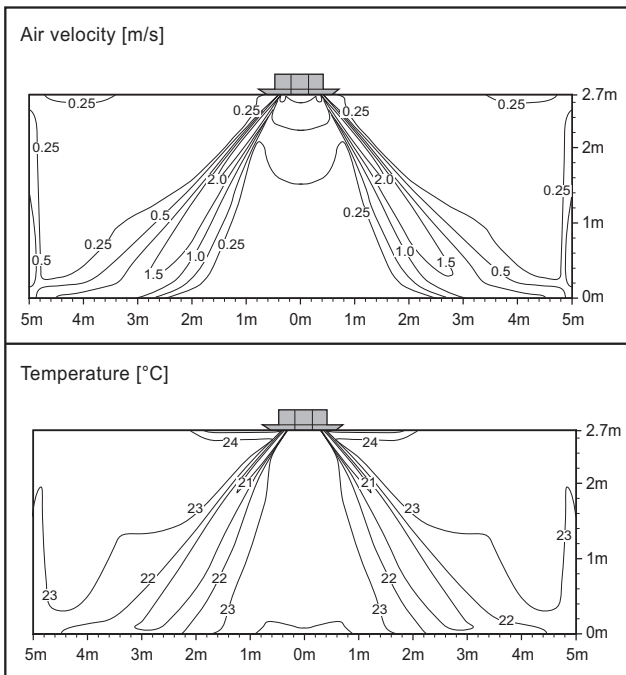 Air velocity [m/s]
0.25 0.25 0.25 0.25 2.7m
0.25 2m
2.0 2.0 0.25
0.5 0.25 0.25
0.25 0.25 1.0 1.0 1m
0.5 1.5 1.5 0.5
0m
5m 4m 3m 2m 1m 0m 1m 2m 3m 4m 5m
Temperature [°C]
24 24 2.7m
21 21 2m
23 23 23
1m
22 22 22
23 23 23 22
0m
5m 4m 3m 2m 1m 0m 1m 2m 3m 4m 5m